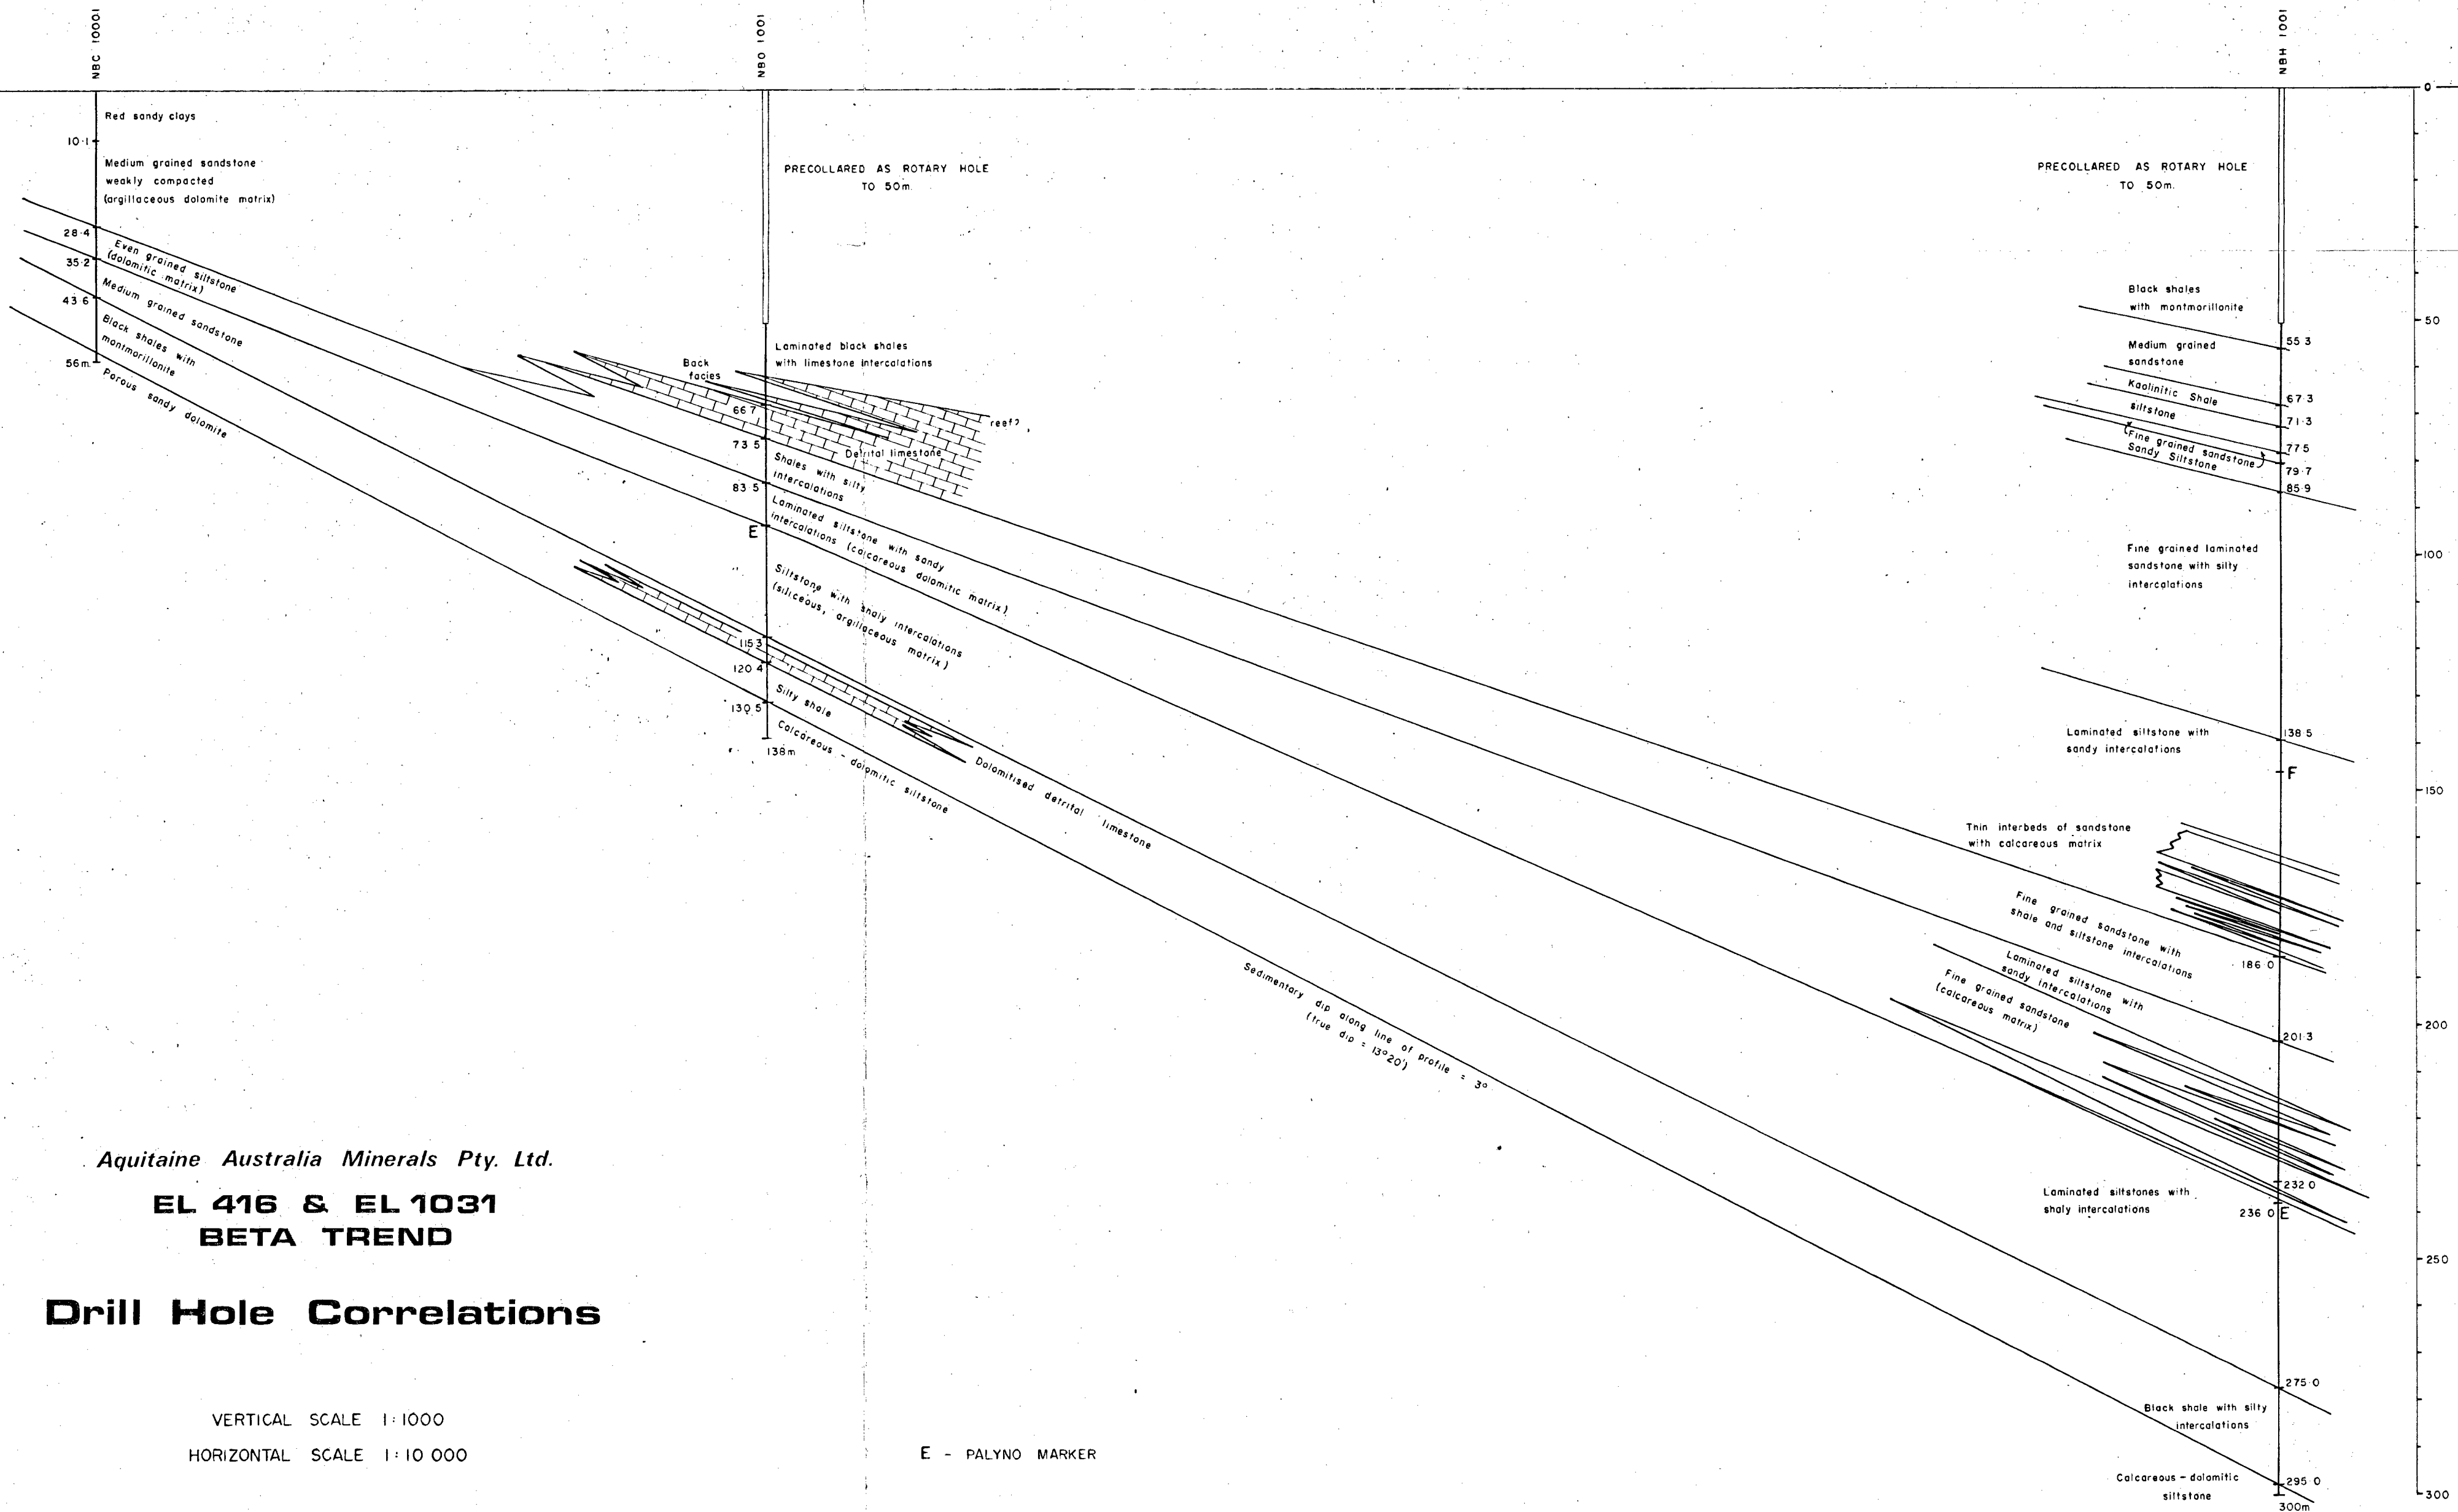 NBC 10001
NBO 1001
NBH 1001
Red sandy clays
10·1
Medium grained sandstone
weakly compacted
(argillaceous dolomite matrix)
28·4
Even grained siltstone
(dolomitic matrix)
35·2
Medium grained sandstone
43·6
Black shales with
montmorillonite
56m
Porous sandy dolomite
PRECOLLARED AS ROTARY HOLE
TO 50m.
Laminated black shales
with limestone intercalations
Back
facies
66·7
reef?
73·5
Detrital limestone
Shales with silty
intercalations
83·5
Laminated siltstone with sandy
intercalations (calcareous dolomitic matrix)
E
Siltstone with shaly intercalations
(siliceous, argillaceous matrix)
115·3
120·4
Silty shale
130·5
138m
Calcareous - dolomitic siltstone
Dolomitised detrital limestone
Sedimentary dip along line of profile = 3°
(true dip = 13°20')
PRECOLLARED AS ROTARY HOLE
TO 50m.
Black shales
with montmorillonite
55·3
Medium grained
sandstone
67·3
Kaolinitic Shale
71·3
siltstone
77·5
(Fine grained sandstone)
79·7
Sandy Siltstone
85·9
Fine grained laminated
sandstone with silty
intercalations
138·5
Laminated siltstone with
sandy intercalations
F
Thin interbeds of sandstone
with calcareous matrix
Fine grained sandstone with
shale and siltstone intercalations
186·0
Laminated siltstone with
sandy intercalations
201·3
Fine grained sandstone
(calcareous matrix)
232·0
Laminated siltstones with
shaly intercalations
236·0
E
275·0
Black shale with silty
intercalations
295·0
Calcareous - dolomitic
siltstone
300m
0
50
100
150
200
250
300
Aquitaine Australia Minerals Pty. Ltd.
EL 416 & EL 1031
BETA TREND
Drill Hole Correlations
VERTICAL SCALE 1:1000
HORIZONTAL SCALE 1:10 000
E - PALYNO MARKER